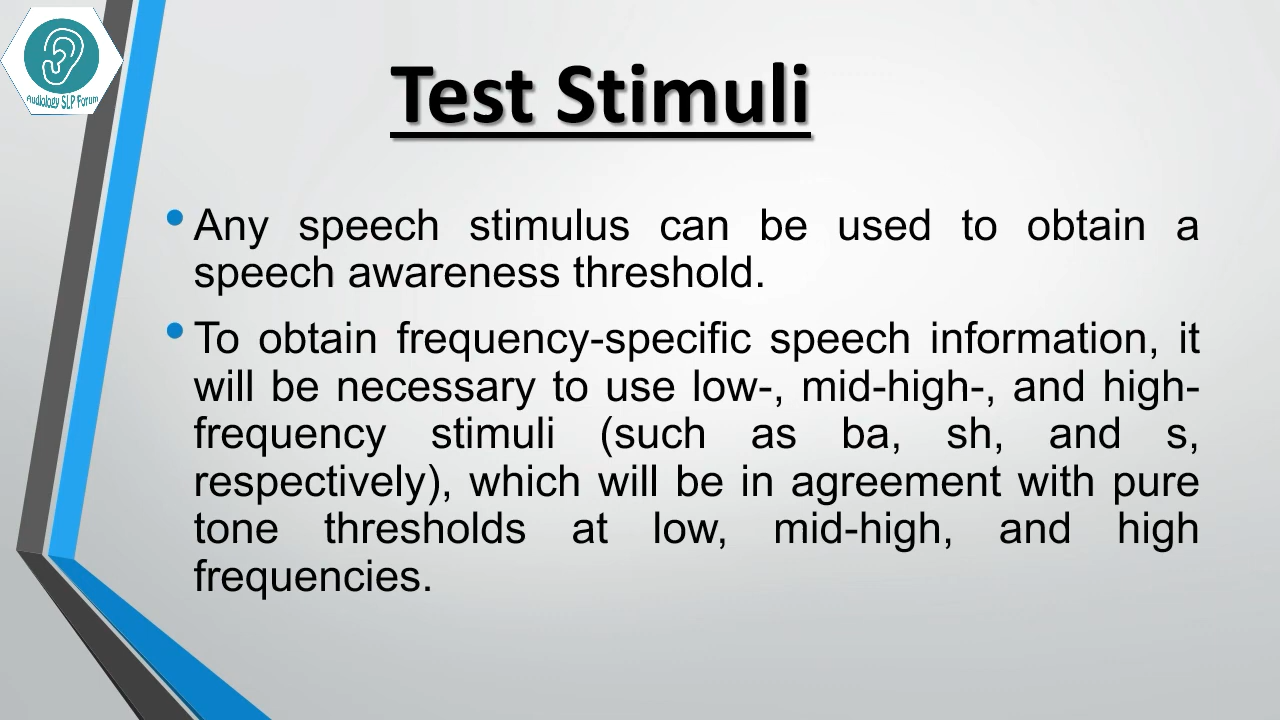 Audiology SLP Forum
Test Stimuli
• Any speech stimulus can be used to obtain a
speech awareness threshold.
• To obtain frequency-specific speech information, it
will be necessary to use low-, mid-high-, and high-
frequency stimuli (such as ba, sh, and s,
respectively), which will be in agreement with pure
tone thresholds at low, mid-high, and high
frequencies.